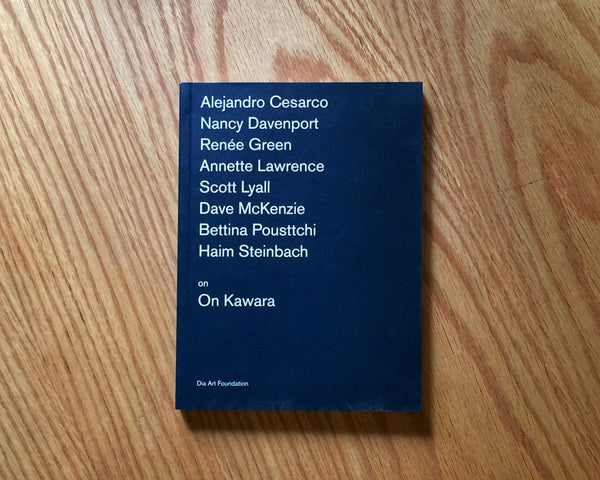 Alejandro Cesarco
Nancy Davenport
Renée Green
Annette Lawrence
Scott Lyall
Dave McKenzie
Bettina Pousttchi
Haim Steinbach
on
On Kawara
Dia Art Foundation